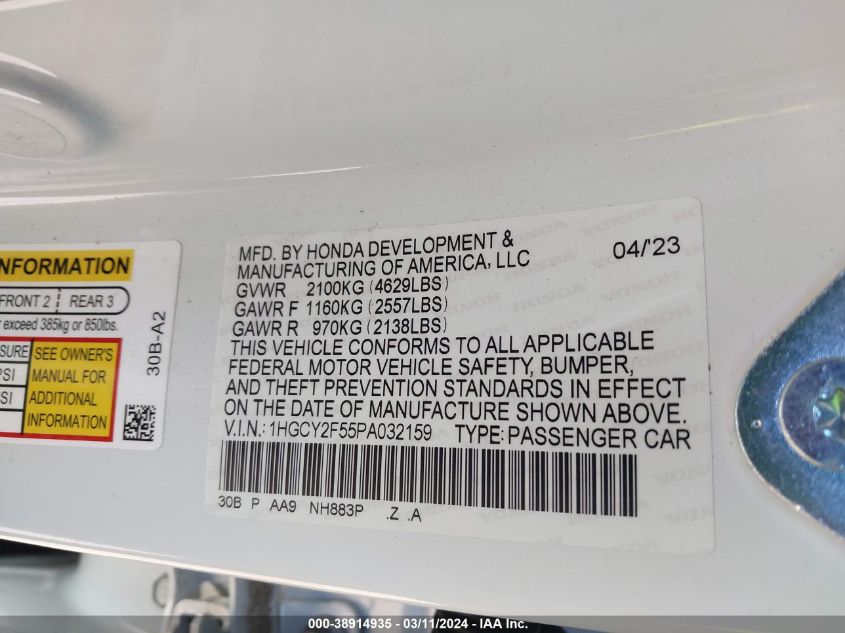 NFORMATION
FRONT 2 REAR 3
exceed 385kg or 850lbs.
SURE
PSI
SI
SEE OWNER'S
MANUAL FOR
ADDITIONAL
INFORMATION
30B-A2
MFD. BY HONDA DEVELOPMENT &
MANUFACTURING OF AMERICA, LLC
04/'23
GVWR 2100KG (4629LBS)
GAWR F 1160KG (2557LBS)
GAWR R 970KG (2138LBS)
THIS VEHICLE CONFORMS TO ALL APPLICABLE
FEDERAL MOTOR VEHICLE SAFETY, BUMPER,
AND THEFT PREVENTION STANDARDS IN EFFECT
ON THE DATE OF MANUFACTURE SHOWN ABOVE.
V.I.N.: 1HGCY2F55PA032159 TYPE: PASSENGER CAR
30B P AA9 NH883P .Z .A
000-38914935 - 03/11/2024 - IAA Inc.